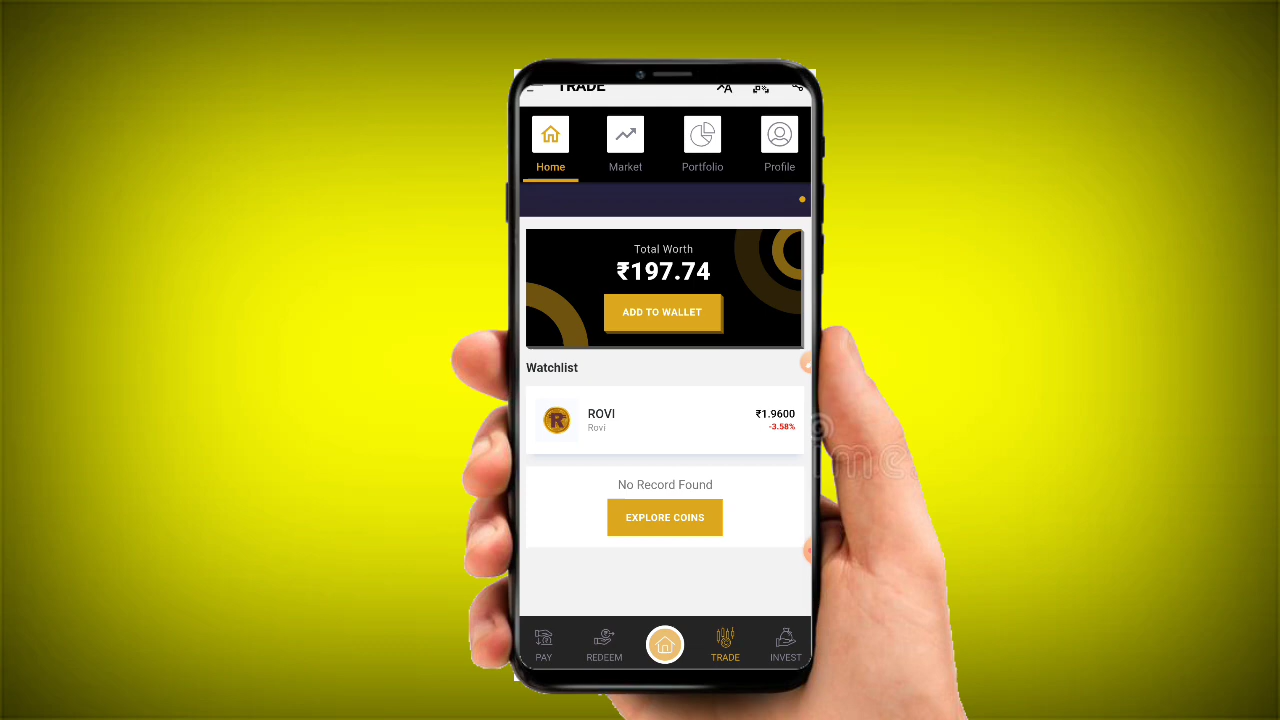 TRADE
Home
Market
Portfolio
Profile
Total Worth
₹197.74
ADD TO WALLET
Watchlist
R
ROVI
₹1.9600
Rovi
-3.58%
No Record Found
EXPLORE COINS
PAY
REDEEM
TRADE
INVEST